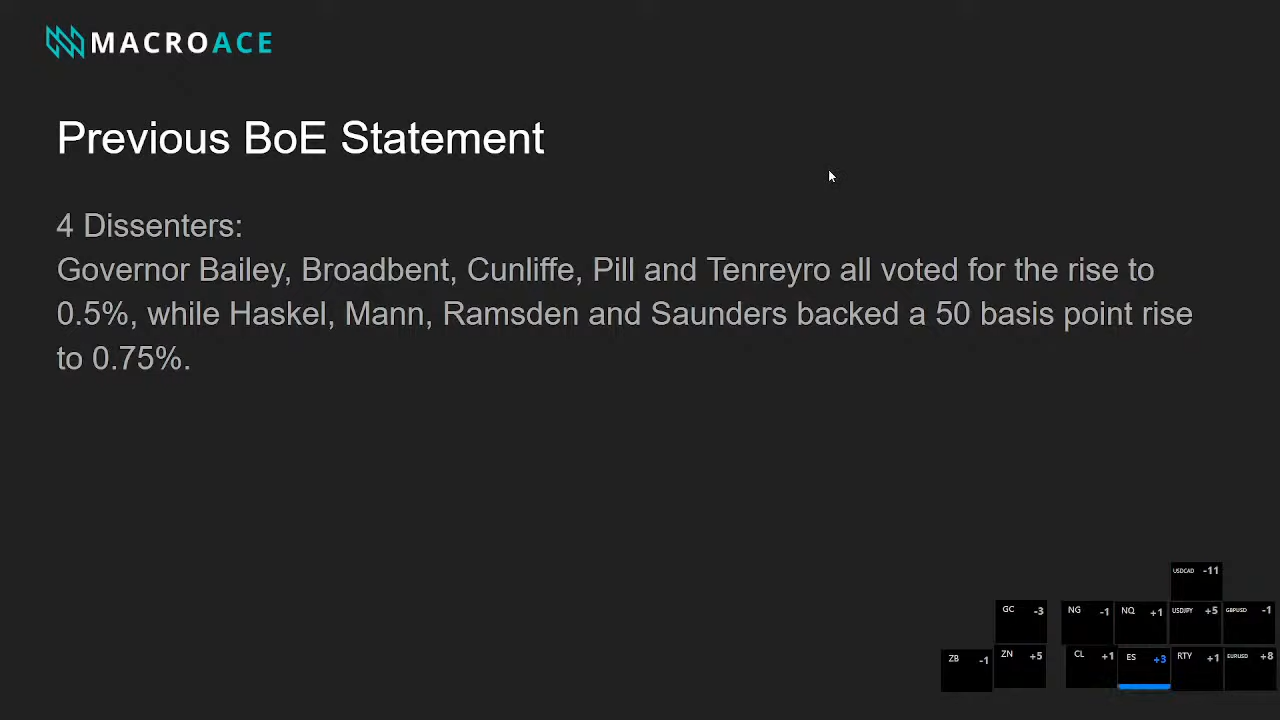 MACROACE
Previous BoE Statement
4 Dissenters:
Governor Bailey, Broadbent, Cunliffe, Pill and Tenreyro all voted for the rise to
0.5%, while Haskel, Mann, Ramsden and Saunders backed a 50 basis point rise
to 0.75%.
USDCAD -11
GC -3
NG -1
NQ +1
USDJPY +5
GBPUSD -1
ZB -1
ZN +5
CL +1
ES +3
RTY +1
EURUSD +8